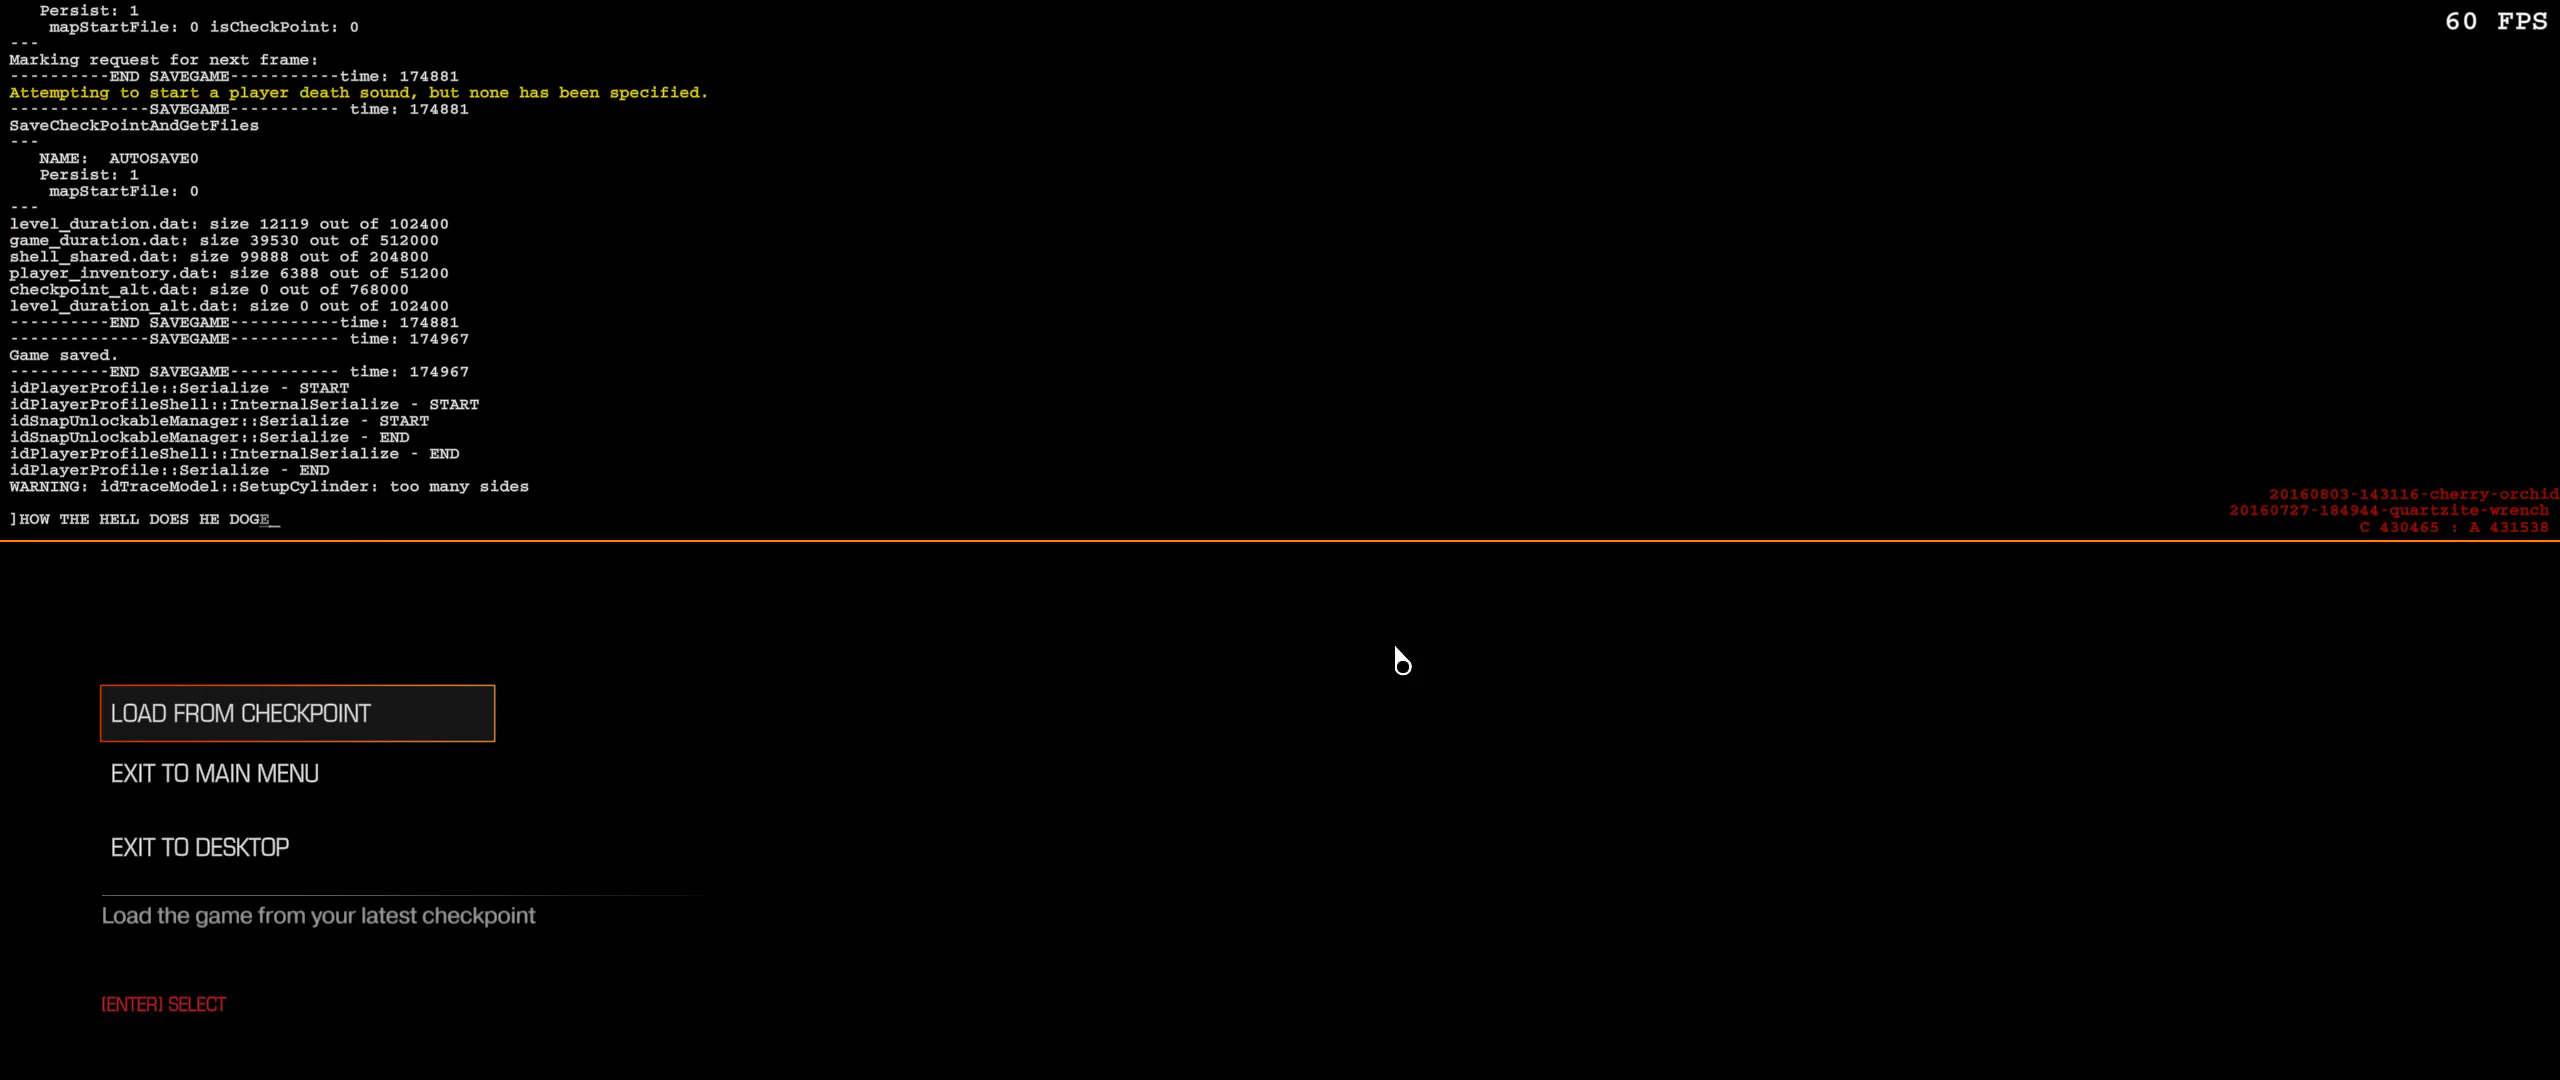 Persist: 1
mapStartFile: 0 isCheckPoint: 0
60 FPS
---
Marking request for next frame:
----------END SAVEGAME-----------time: 174881
Attempting to start a player death sound, but none has been specified.
--------------SAVEGAME----------- time: 174881
SaveCheckPointAndGetFiles
---
NAME:  AUTOSAVE0
Persist: 1
mapStartFile: 0
---
level_duration.dat: size 12119 out of 102400
game_duration.dat: size 39530 out of 512000
shell_shared.dat: size 99888 out of 204800
player_inventory.dat: size 6388 out of 51200
checkpoint_alt.dat: size 0 out of 768000
level_duration_alt.dat: size 0 out of 102400
----------END SAVEGAME-----------time: 174881
--------------SAVEGAME----------- time: 174967
Game saved.
----------END SAVEGAME----------- time: 174967
idPlayerProfile::Serialize - START
idPlayerProfileShell::InternalSerialize - START
idSnapUnlockableManager::Serialize - START
idSnapUnlockableManager::Serialize - END
idPlayerProfileShell::InternalSerialize - END
idPlayerProfile::Serialize - END
WARNING: idTraceModel::SetupCylinder: too many sides
20160803-143116-cherry-orchid
20160727-184944-quartzite-wrench
]HOW THE HELL DOES HE DOGE_
C 430465 : A 431538
LOAD FROM CHECKPOINT
EXIT TO MAIN MENU
EXIT TO DESKTOP
Load the game from your latest checkpoint
[ENTER] SELECT